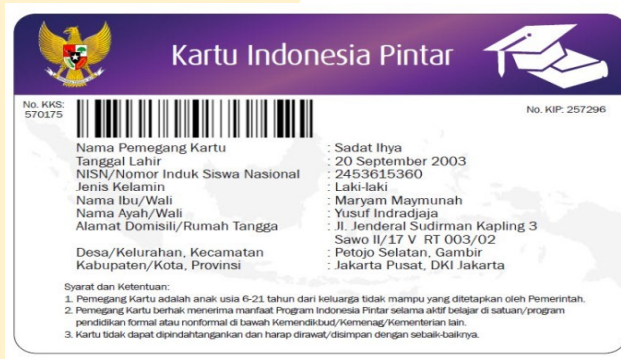 Kartu Indonesia Pintar
No. KKS:
570175
No. KIP: 257296
Nama Pemegang Kartu : Sadat Ihya
Tanggal Lahir : 20 September 2003
NISN/Nomor Induk Siswa Nasional : 2453615360
Jenis Kelamin : Laki-laki
Nama Ibu/Wali : Maryam Maymunah
Nama Ayah/Wali : Yusuf Indradjaja
Alamat Domisili/Rumah Tangga : Jl. Jenderal Sudirman Kapling 3
Sawo II/17 V RT 003/02
Desa/Kelurahan, Kecamatan : Petojo Selatan, Gambir
Kabupaten/Kota, Provinsi : Jakarta Pusat, DKI Jakarta
Syarat dan Ketentuan:
1. Pemegang Kartu adalah anak usia 6-21 tahun dari keluarga tidak mampu yang ditetapkan oleh Pemerintah.
2. Pemegang Kartu berhak menerima manfaat Program Indonesia Pintar selama aktif belajar di satuan/program
pendidikan formal atau nonformal di bawah Kemendikbud/Kemenag/Kementerian lain.
3. Kartu tidak dapat dipindahtangankan dan harap dirawat/disimpan dengan sebaik-baiknya.